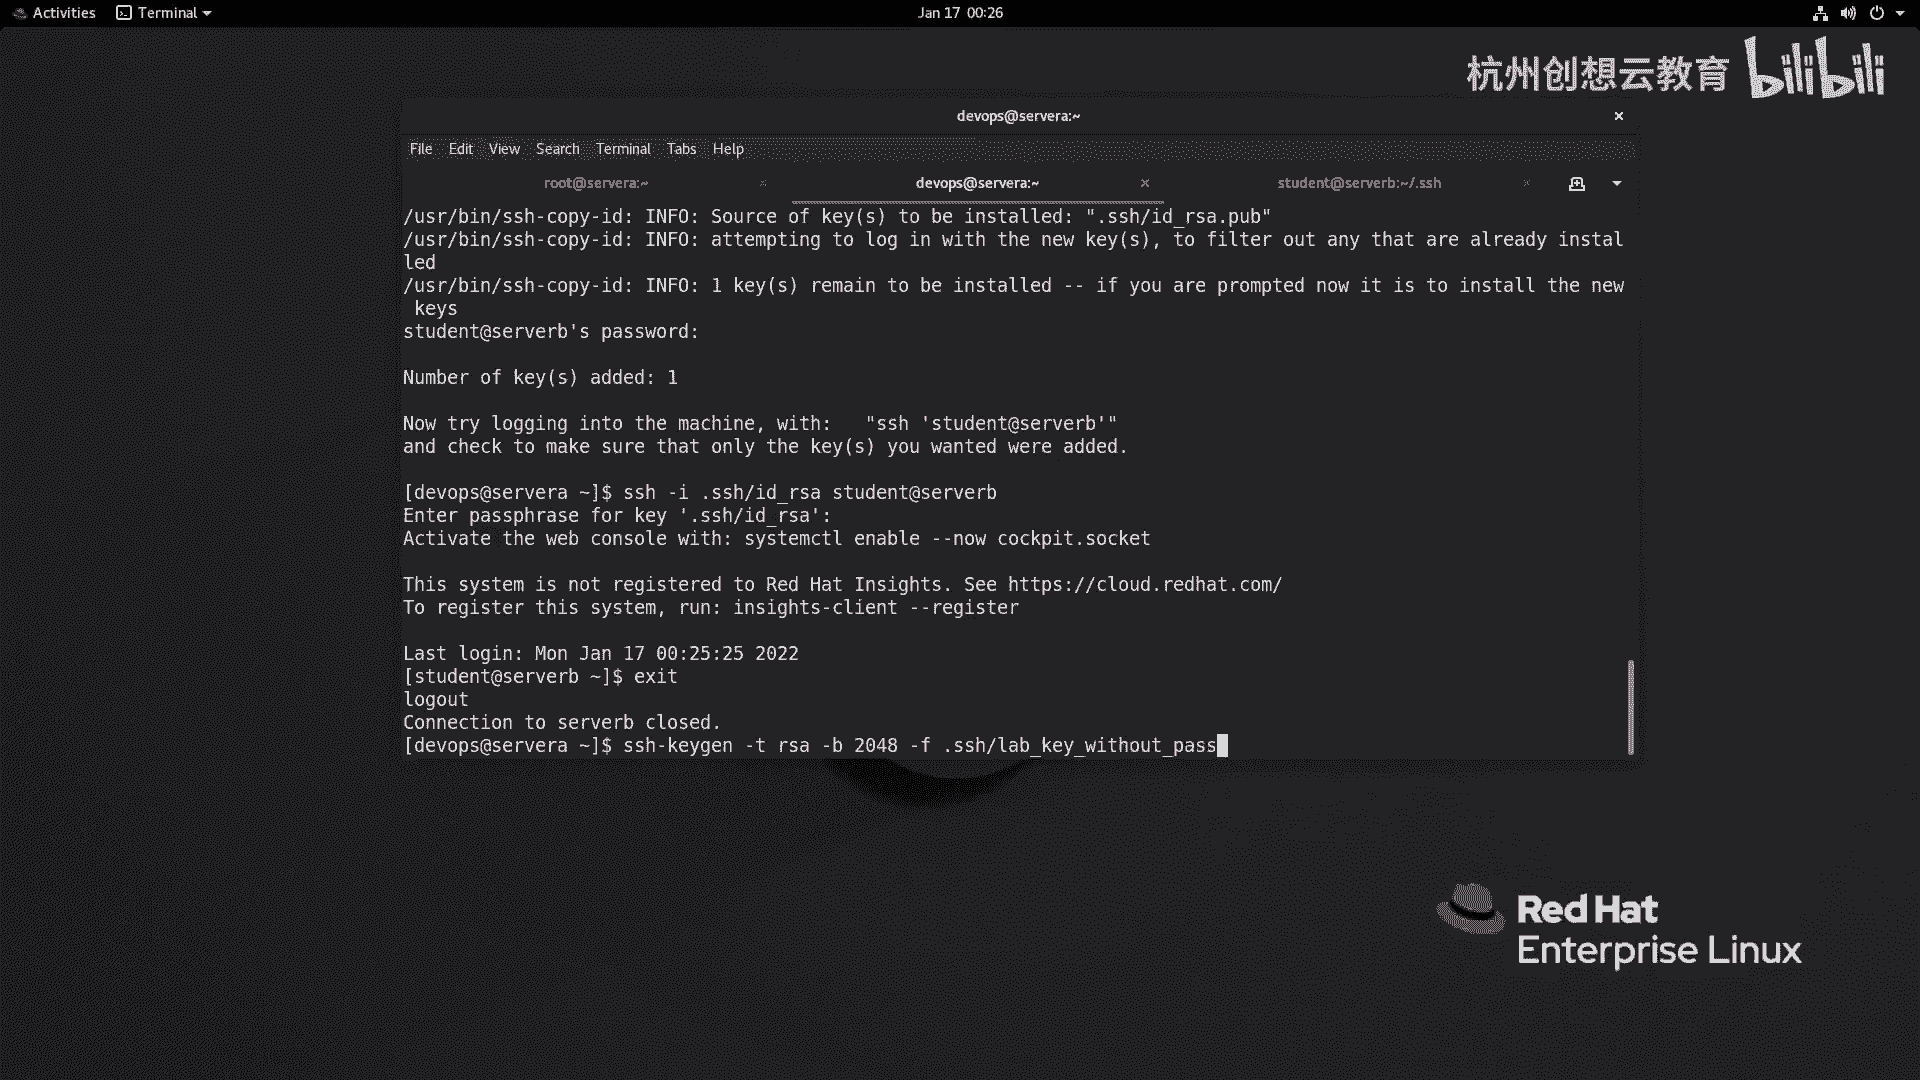 Activities Terminal Jan 17 00:26
杭州创想云教育 bilibili
devops@servera:~
File Edit View Search Terminal Tabs Help
root@servera:~ devops@servera:~ student@serverb:~/.ssh
/usr/bin/ssh-copy-id: INFO: Source of key(s) to be installed: ".ssh/id_rsa.pub"
/usr/bin/ssh-copy-id: INFO: attempting to log in with the new key(s), to filter out any that are already instal
led
/usr/bin/ssh-copy-id: INFO: 1 key(s) remain to be installed -- if you are prompted now it is to install the new
keys
student@serverb's password:
Number of key(s) added: 1
Now try logging into the machine, with:   "ssh 'student@serverb'"
and check to make sure that only the key(s) you wanted were added.
[devops@servera ~]$ ssh -i .ssh/id_rsa student@serverb
Enter passphrase for key '.ssh/id_rsa':
Activate the web console with: systemctl enable --now cockpit.socket
This system is not registered to Red Hat Insights. See https://cloud.redhat.com/
To register this system, run: insights-client --register
Last login: Mon Jan 17 00:25:25 2022
[student@serverb ~]$ exit
logout
Connection to serverb closed.
[devops@servera ~]$ ssh-keygen -t rsa -b 2048 -f .ssh/lab_key_without_pass
Red Hat
Enterprise Linux